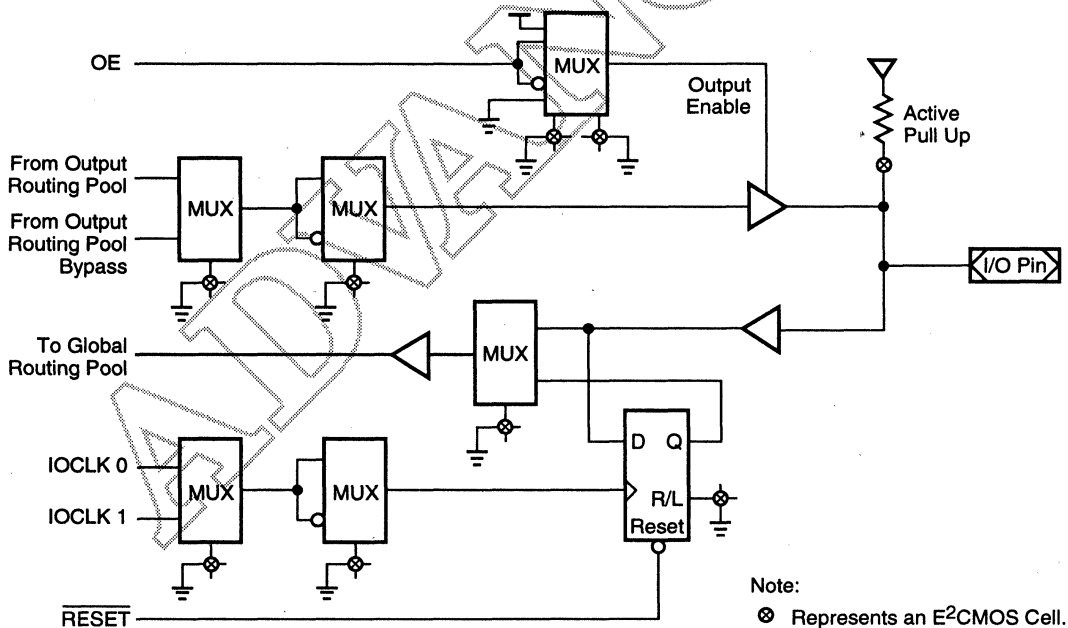 OE
MUX
Output
Enable
Active
Pull Up
From Output
Routing Pool
MUX
MUX
From Output
Routing Pool
Bypass
I/O Pin
To Global
Routing Pool
MUX
D Q
IOCLK 0
MUX
MUX
R/L
IOCLK 1
Reset
RESET
Note:
⊗ Represents an E²CMOS Cell.
ADVA